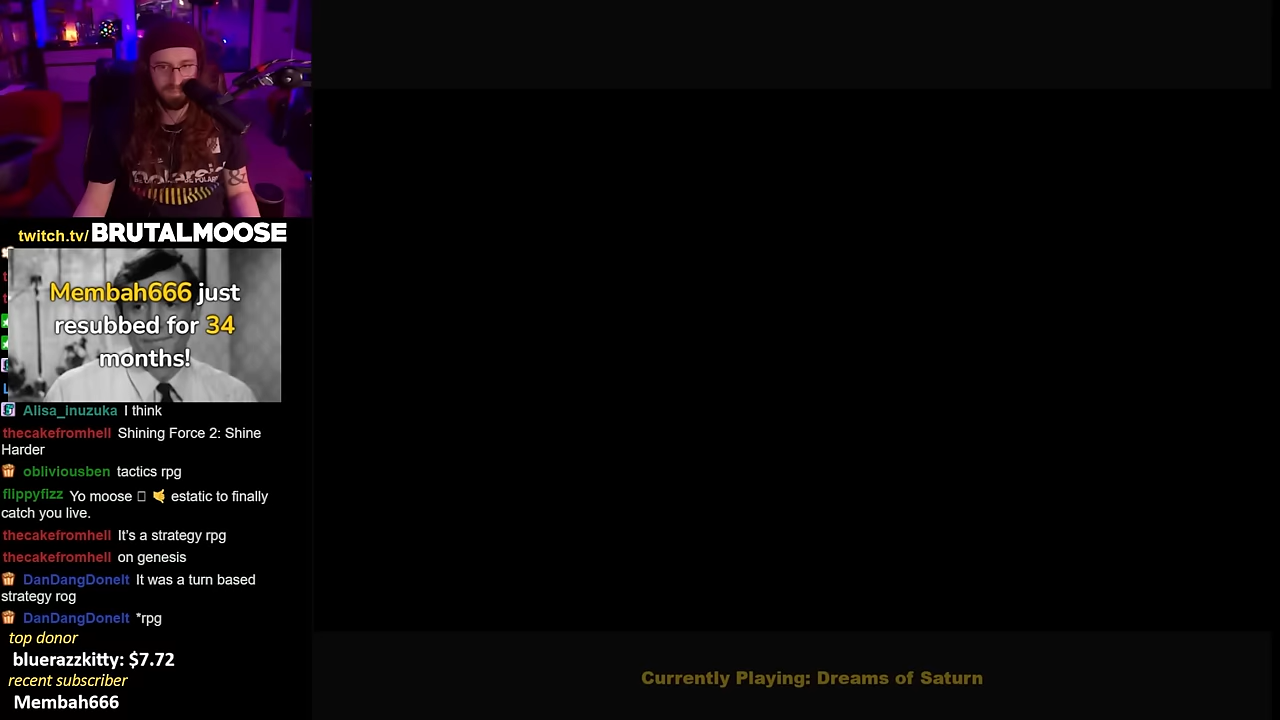 polaroid
&
twitch.tv/BRUTALMOOSE
Membah666 just
resubbed for 34
months!
Alisa_inuzuka I think
thecakefromhell Shining Force 2: Shine
Harder
obliviousben tactics rpg
flippyfizz Yo moose 🤙 estatic to finally
catch you live.
thecakefromhell It's a strategy rpg
thecakefromhell on genesis
DanDangDoneIt It was a turn based
strategy rog
DanDangDoneIt *rpg
top donor
bluerazzkitty: $7.72
recent subscriber
Membah666
Currently Playing: Dreams of Saturn